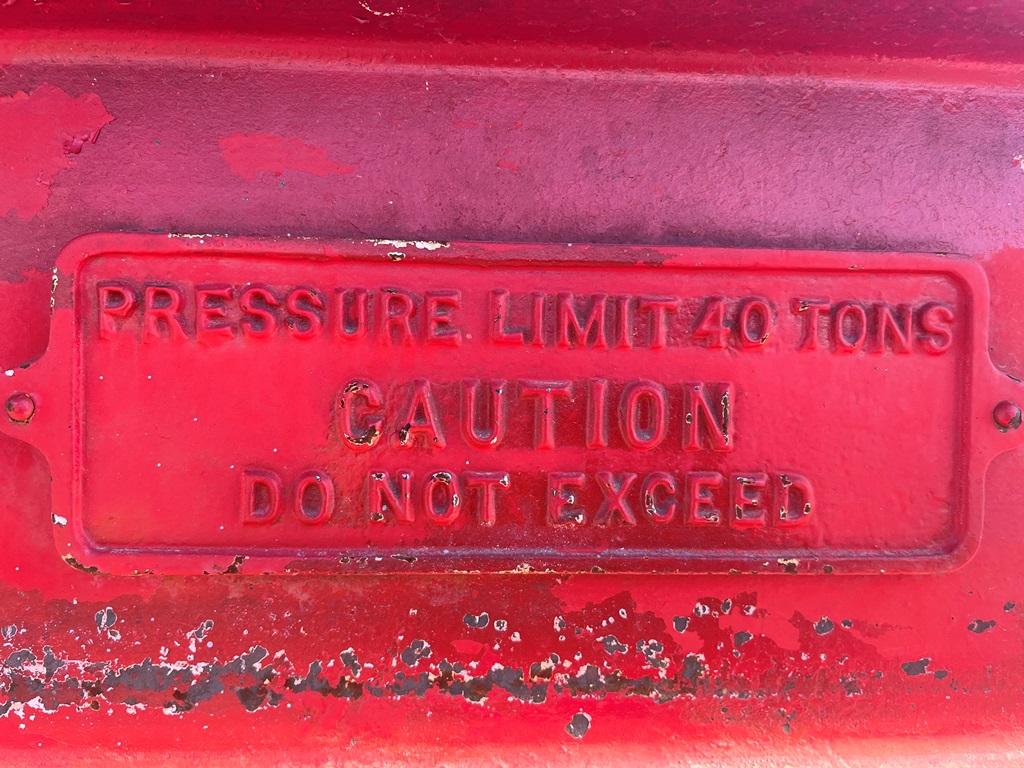 PRESSURE LIMIT 40 TONS
CAUTION
DO NOT EXCEED